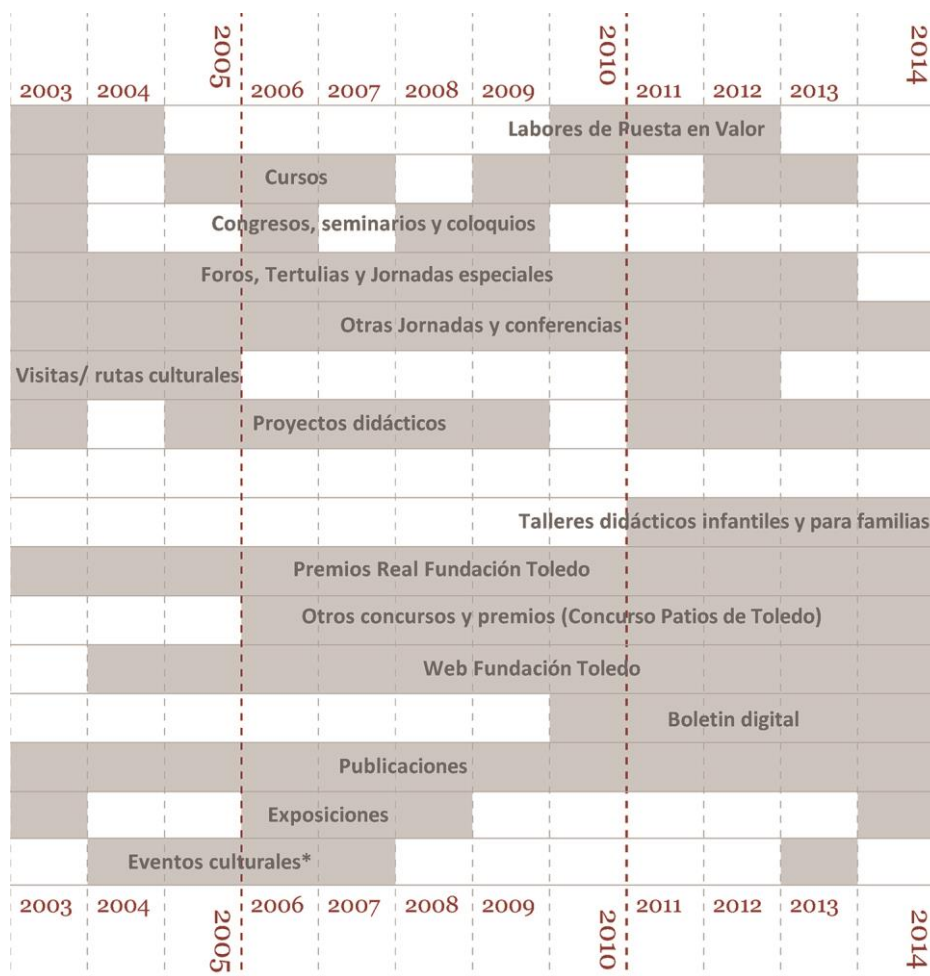 2003 2004 2005 2006 2007 2008 2009 2010 2011 2012 2013 2014
Labores de Puesta en Valor
Cursos
Congresos, seminarios y coloquios
Foros, Tertulias y Jornadas especiales
Otras Jornadas y conferencias
Visitas/ rutas culturales
Proyectos didácticos
Talleres didácticos infantiles y para familias
Premios Real Fundación Toledo
Otros concursos y premios (Concurso Patios de Toledo)
Web Fundación Toledo
Boletin digital
Publicaciones
Exposiciones
Eventos culturales*
2003 2004 2005 2006 2007 2008 2009 2010 2011 2012 2013 2014